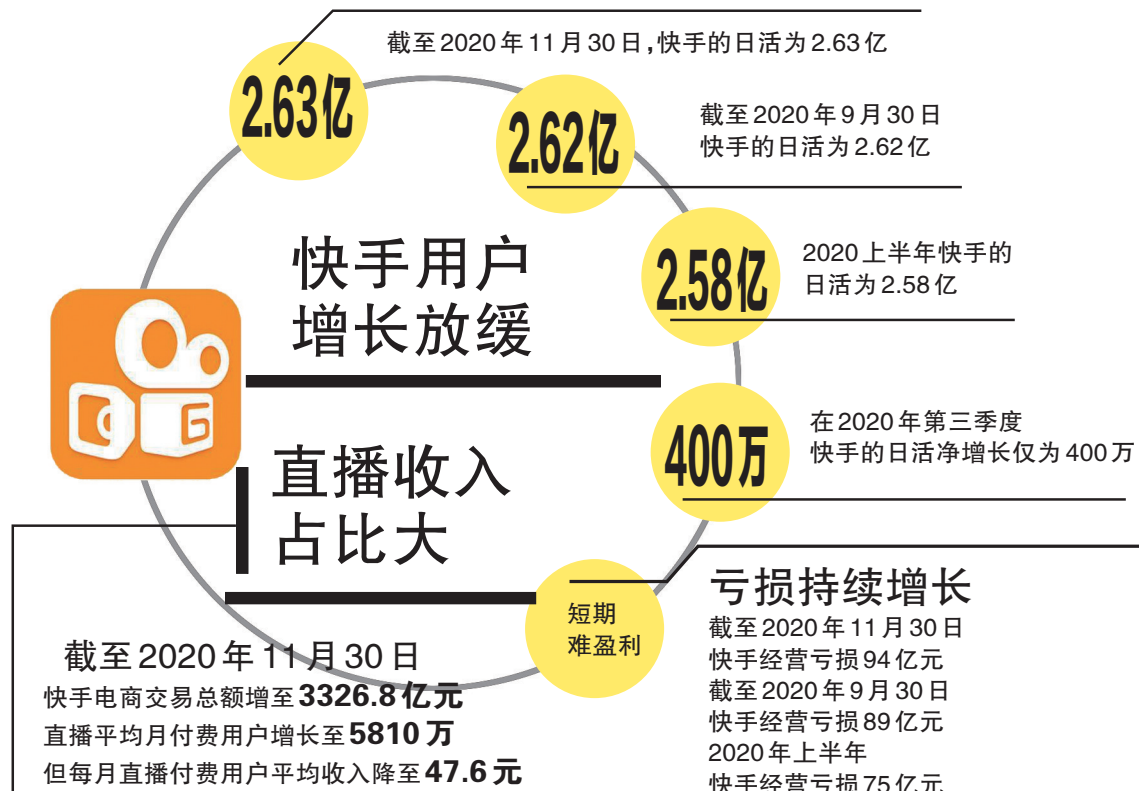 截至2020年11月30日,快手的日活为2.63亿
2.63亿
2.62亿
截至2020年9月30日
快手的日活为2.62亿
2.58亿
2020上半年快手的
日活为2.58亿
快手用户
增长放缓
400万
在2020年第三季度
快手的日活净增长仅为400万
直播收入
占比大
短期
难盈利
亏损持续增长
截至2020年11月30日
快手经营亏损94亿元
截至2020年9月30日
快手经营亏损89亿元
2020年上半年
快手经营亏损75亿元
截至2020年11月30日
快手电商交易总额增至3326.8亿元
直播平均月付费用户增长至5810万
但每月直播付费用户平均收入降至47.6元